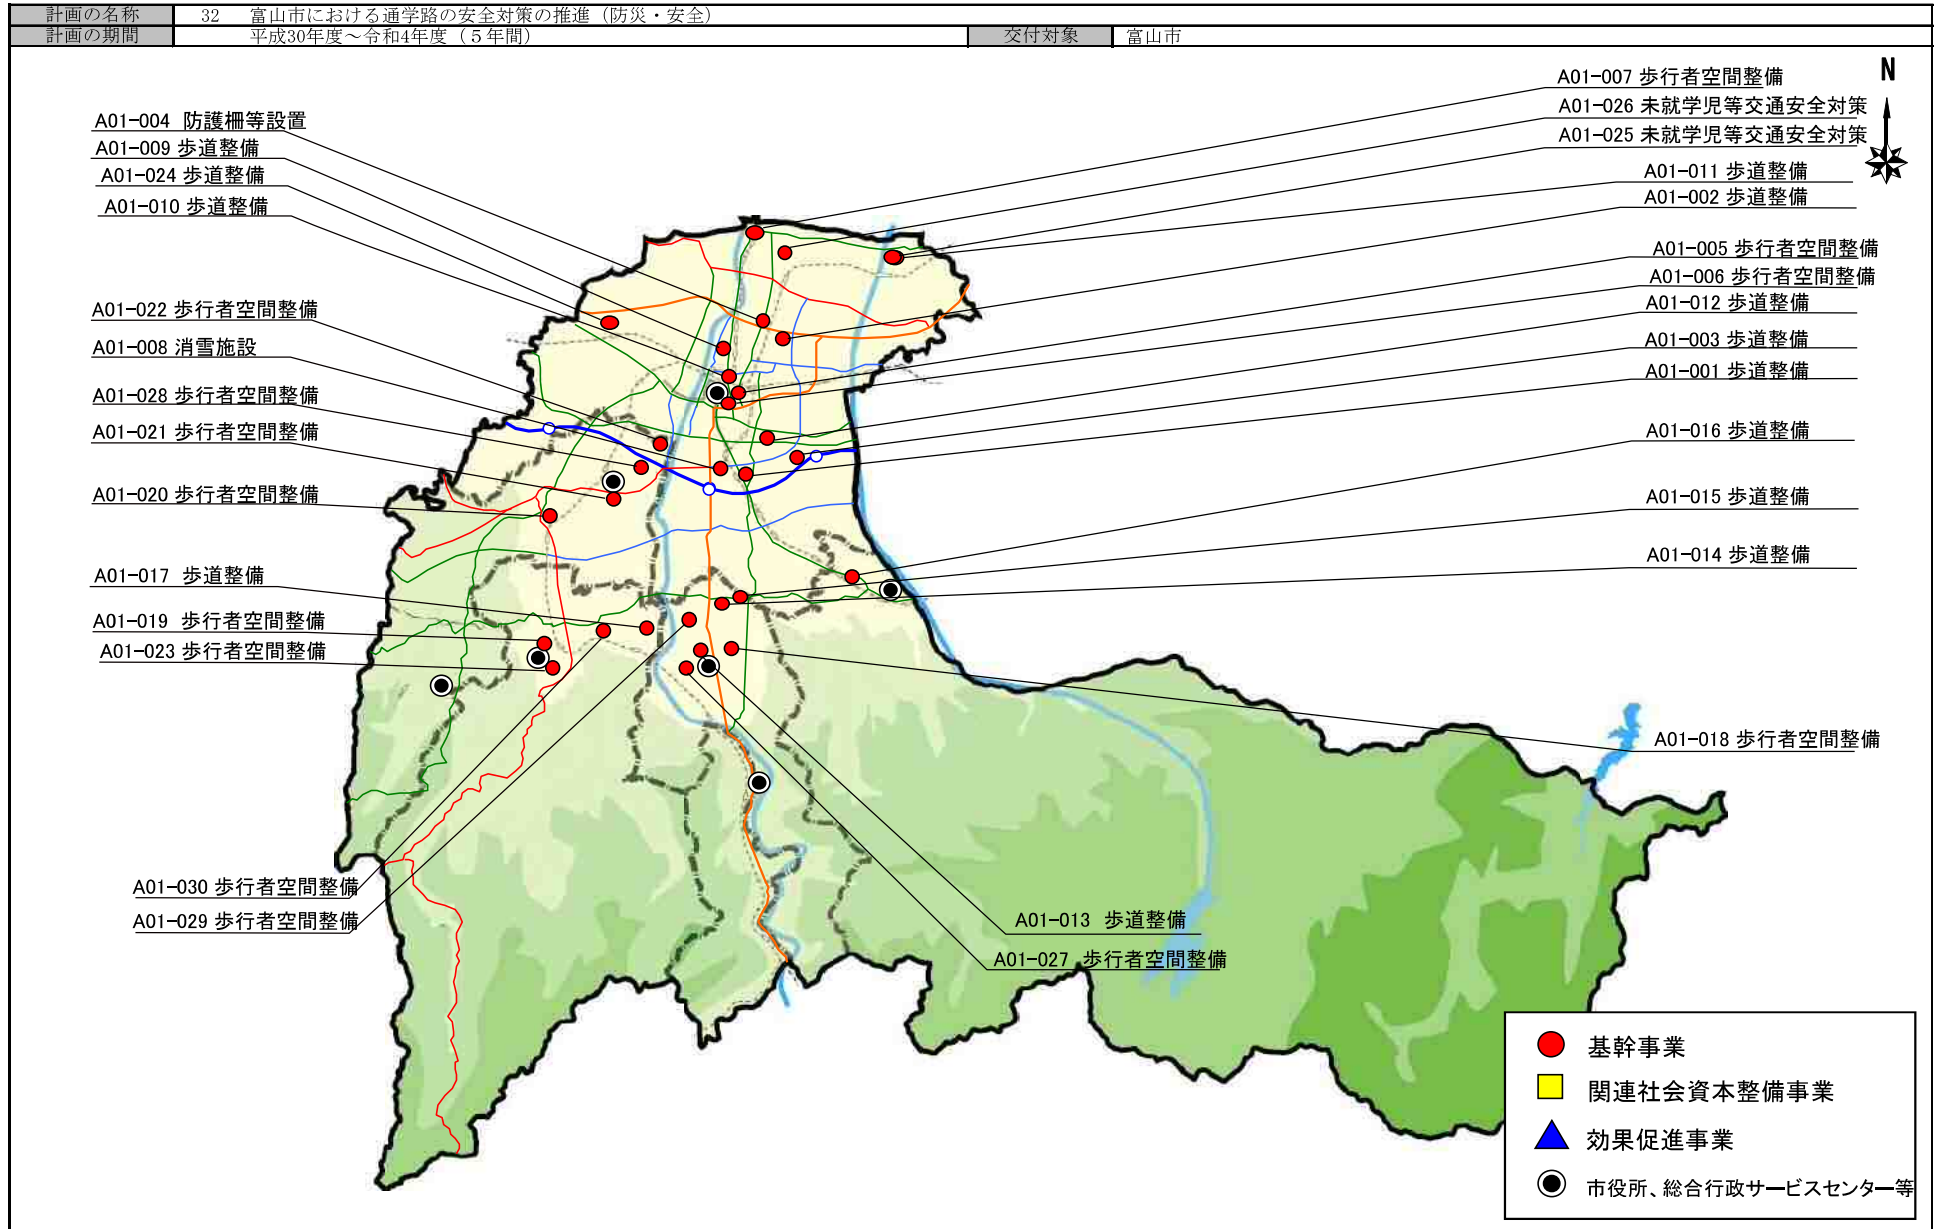 計画の名称 32 富山市における通学路の安全対策の推進（防災・安全）
計画の期間 平成30年度～令和4年度（５年間） 交付対象 富山市
A01-004 防護柵等設置
A01-009 歩道整備
A01-024 歩道整備
A01-010 歩道整備
A01-022 歩行者空間整備
A01-008 消雪施設
A01-028 歩行者空間整備
A01-021 歩行者空間整備
A01-020 歩行者空間整備
A01-017 歩道整備
A01-019 歩行者空間整備
A01-023 歩行者空間整備
A01-030 歩行者空間整備
A01-029 歩行者空間整備
A01-007 歩行者空間整備
A01-026 未就学児等交通安全対策
A01-025 未就学児等交通安全対策
A01-011 歩道整備
A01-002 歩道整備
A01-005 歩行者空間整備
A01-006 歩行者空間整備
A01-012 歩道整備
A01-003 歩道整備
A01-001 歩道整備
A01-016 歩道整備
A01-015 歩道整備
A01-014 歩道整備
A01-018 歩行者空間整備
A01-013 歩道整備
A01-027 歩行者空間整備
N
基幹事業
関連社会資本整備事業
効果促進事業
市役所、総合行政サービスセンター等